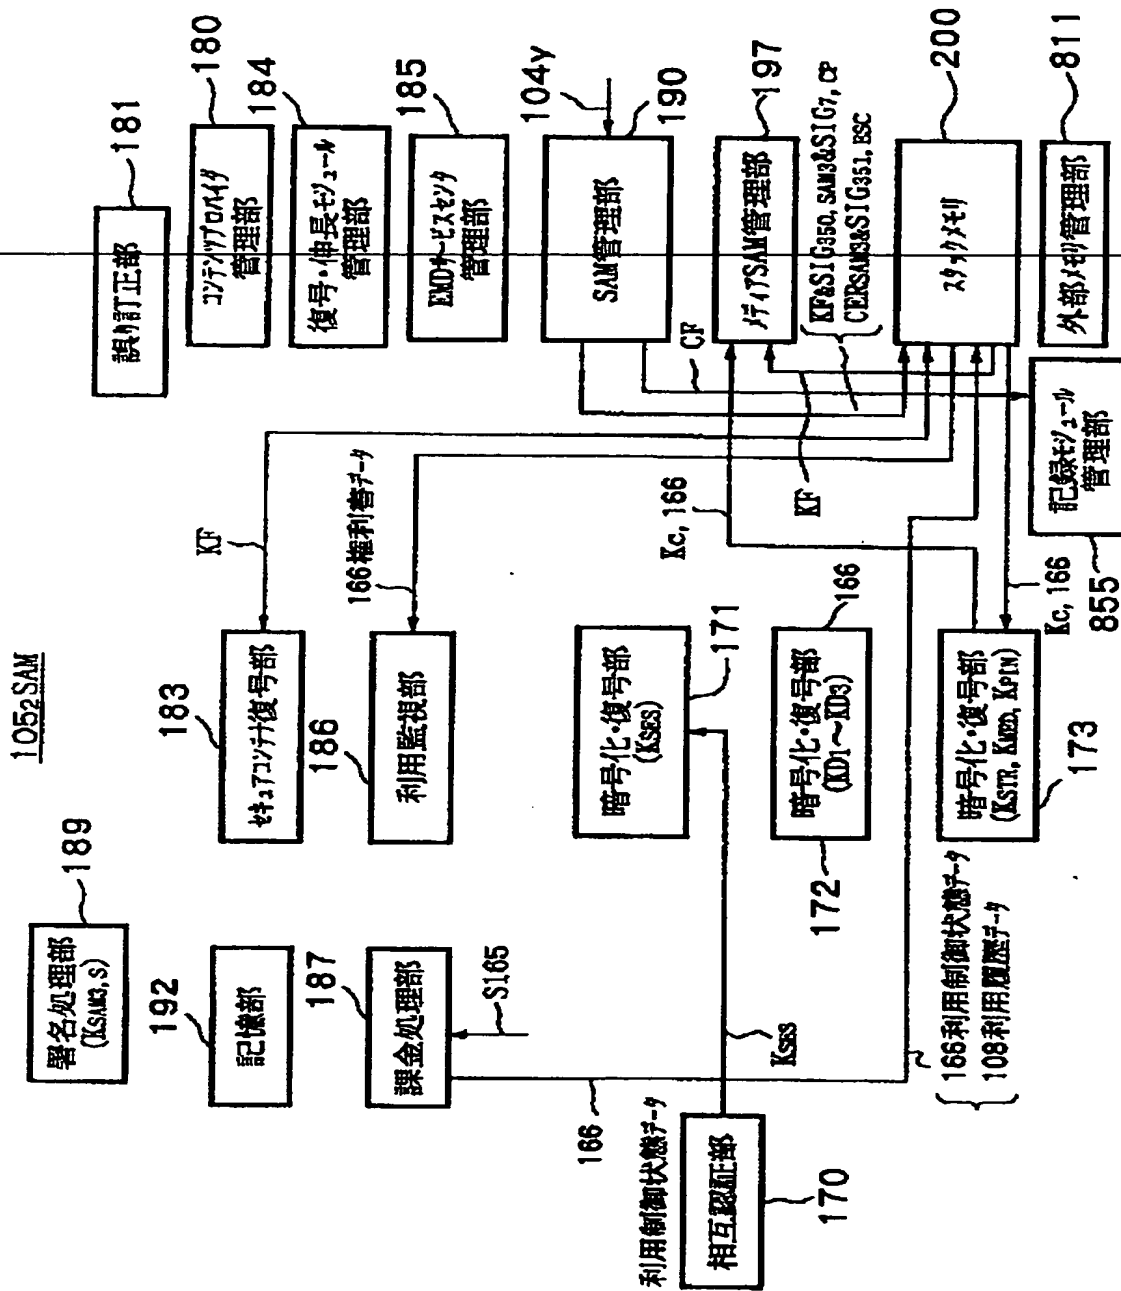 105₂SAM
署名処理部
(KSAM3,S)
189
誤り訂正部
181
記憶部
192
セキュアコンテナ復号部
183
コンテンツプロバイダ
管理部
180
復号・伸長モジュール
管理部
184
課金処理部
187
S165
利用監視部
186
EMDサービスセンタ
管理部
185
KF
166権利書データ
166
暗号化・復号部
(KSES)
171
SAM管理部
190
104y
CF
利用制御状態データ
相互認証部
170
KSES
暗号化・復号部
(KD1～KD3)
172
166
Kc, 166
メディアSAM管理部
197
KF
KF&SIG350, SAM3&SIG7, CP
CERSAM3&SIG351, ESC
166利用制御状態データ
108利用履歴データ
暗号化・復号部
(KSTR, KMED, KPIN)
173
Kc, 166
スタックメモリ
200
記録モジュール
管理部
855
外部メモリ管理部
811